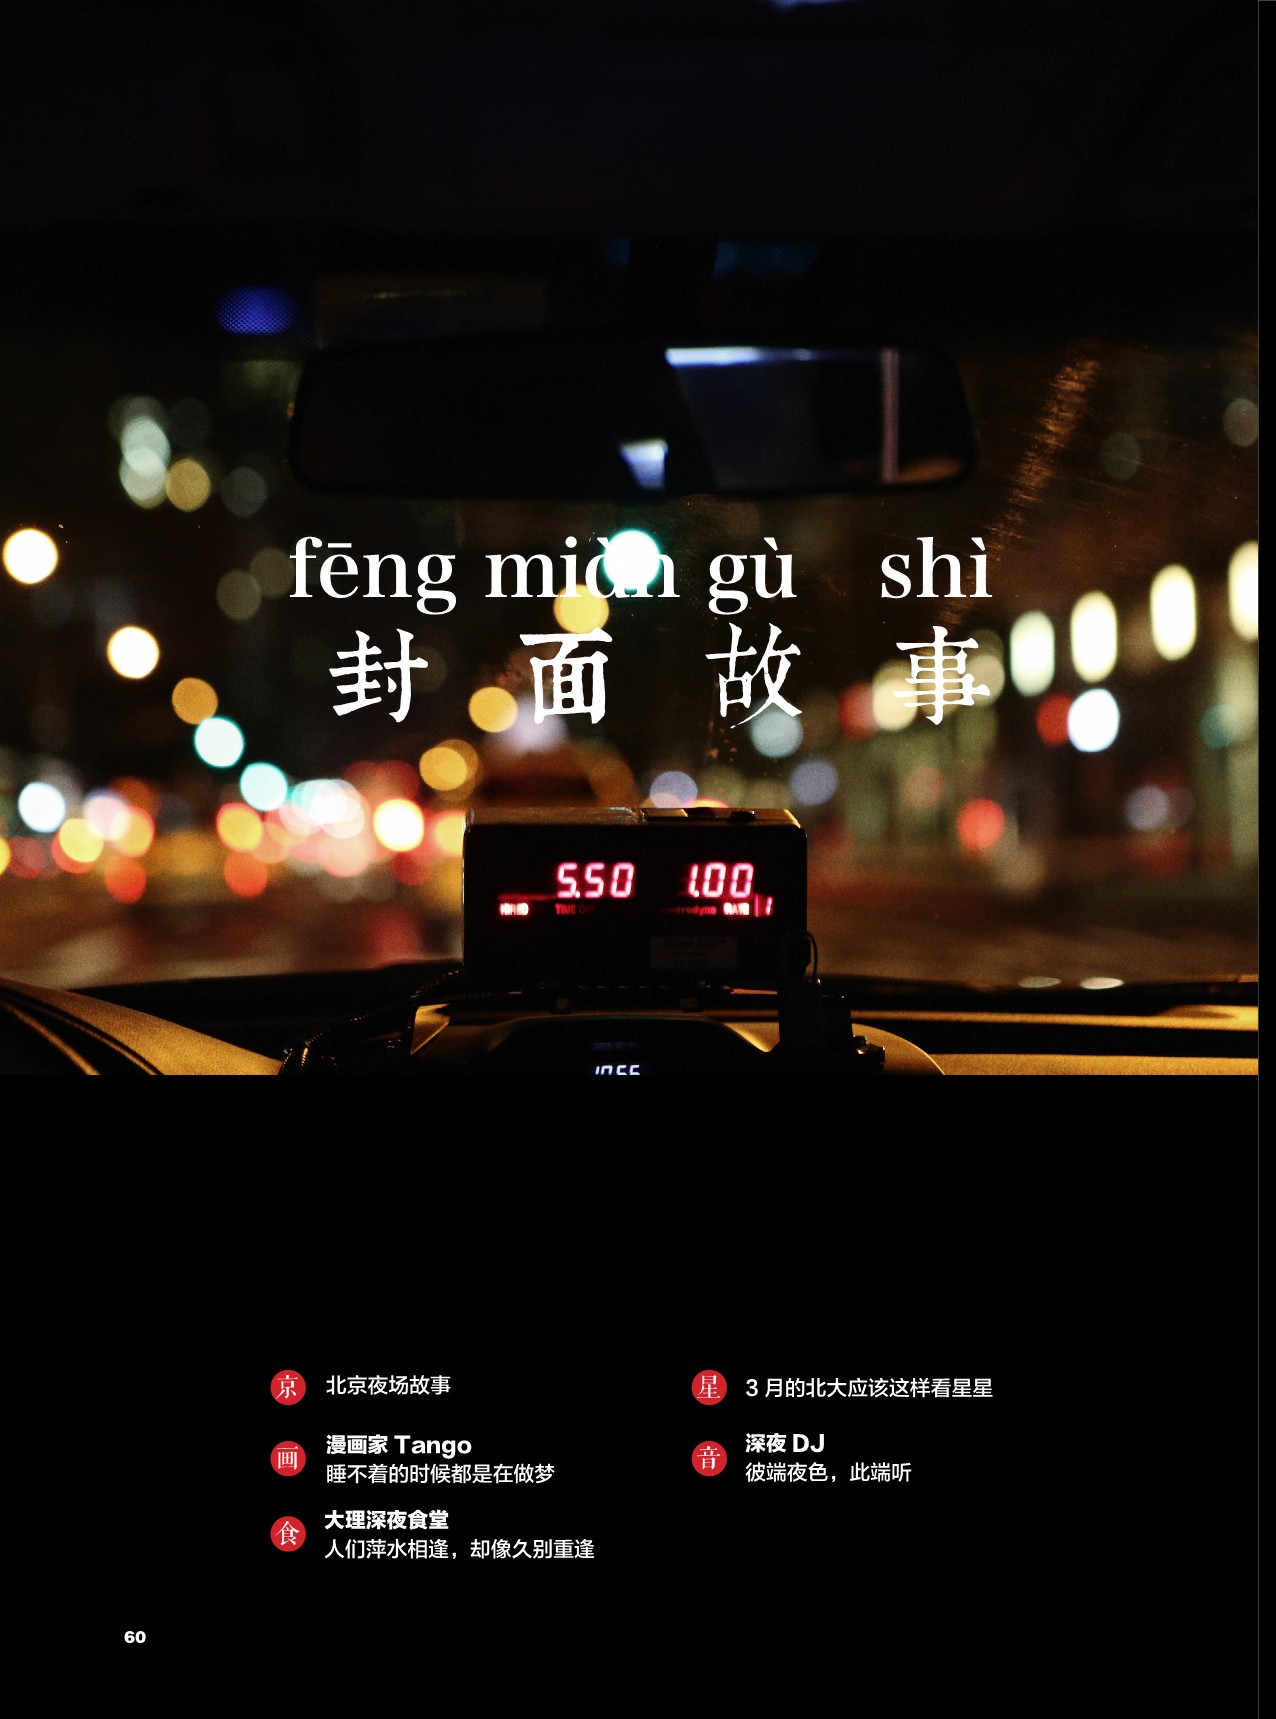 fēng miàn gù shì
封面故事
5.50 1.00
TIME OFF
RATE 1
京 北京夜场故事
画 漫画家 Tango
睡不着的时候都是在做梦
食 大理深夜食堂
人们萍水相逢，却像久别重逢
星 3 月的北大应该这样看星星
音 深夜 DJ
彼端夜色，此端听
60